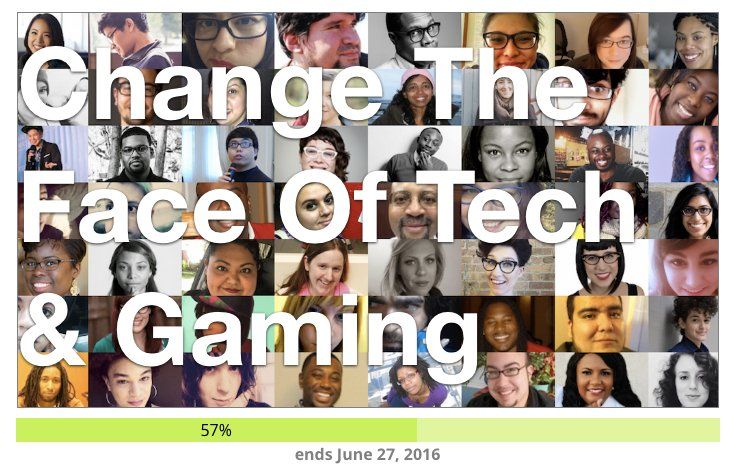 Change The
Face Of Tech
& Gaming
57%
ends June 27, 2016